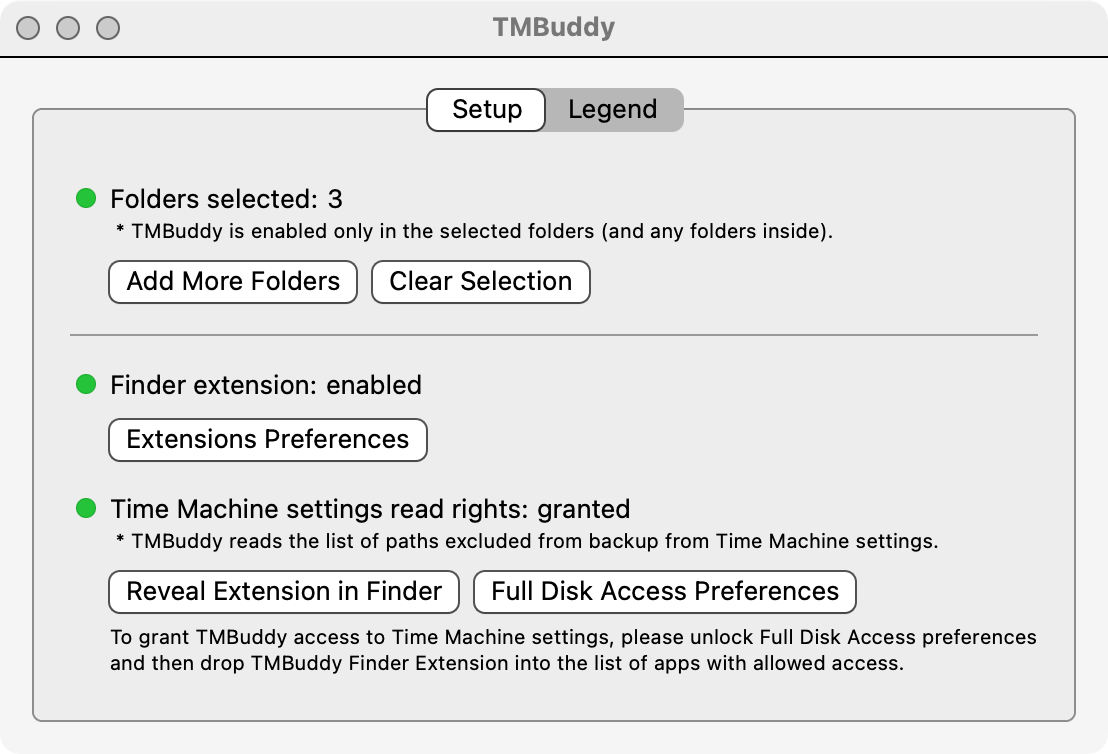 TMBuddy
Setup Legend
Folders selected: 3
* TMBuddy is enabled only in the selected folders (and any folders inside).
Add More Folders Clear Selection
Finder extension: enabled
Extensions Preferences
Time Machine settings read rights: granted
* TMBuddy reads the list of paths excluded from backup from Time Machine settings.
Reveal Extension in Finder Full Disk Access Preferences
To grant TMBuddy access to Time Machine settings, please unlock Full Disk Access preferences
and then drop TMBuddy Finder Extension into the list of apps with allowed access.